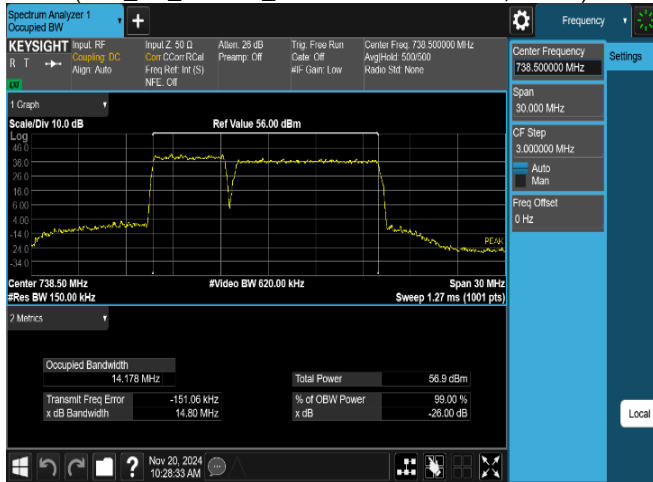 Spectrum Analyzer 1
Occupied BW
+
Frequency
KEYSIGHT
R T
LXI
Input: RF
Coupling: DC
Align: Auto
Input Z: 50 Ω
Corr CCorr RCal
Freq Ref: Int (S)
NFE: Off
Atten: 26 dB
Preamp: Off
Trig: Free Run
Gate: Off
#IF Gain: Low
Center Freq: 738.500000 MHz
Avg|Hold: 500/500
Radio Std: None
1 Graph
Scale/Div 10.0 dB
Ref Value 56.00 dBm
Log
46.0
36.0
26.0
16.0
6.00
-4.00
-14.0
-24.0
-34.0
PEAK
Center 738.50 MHz
#Video BW 620.00 kHz
Span 30 MHz
#Res BW 150.00 kHz
Sweep 1.27 ms (1001 pts)
2 Metrics
Occupied Bandwidth
14.178 MHz
Total Power 56.9 dBm
Transmit Freq Error -151.06 kHz
% of OBW Power 99.00 %
x dB Bandwidth 14.80 MHz
x dB -26.00 dB
?
Nov 20, 2024
10:28:33 AM
Center Frequency
738.500000 MHz
Settings
Span
30.000 MHz
CF Step
3.000000 MHz
Auto
Man
Freq Offset
0 Hz
Local